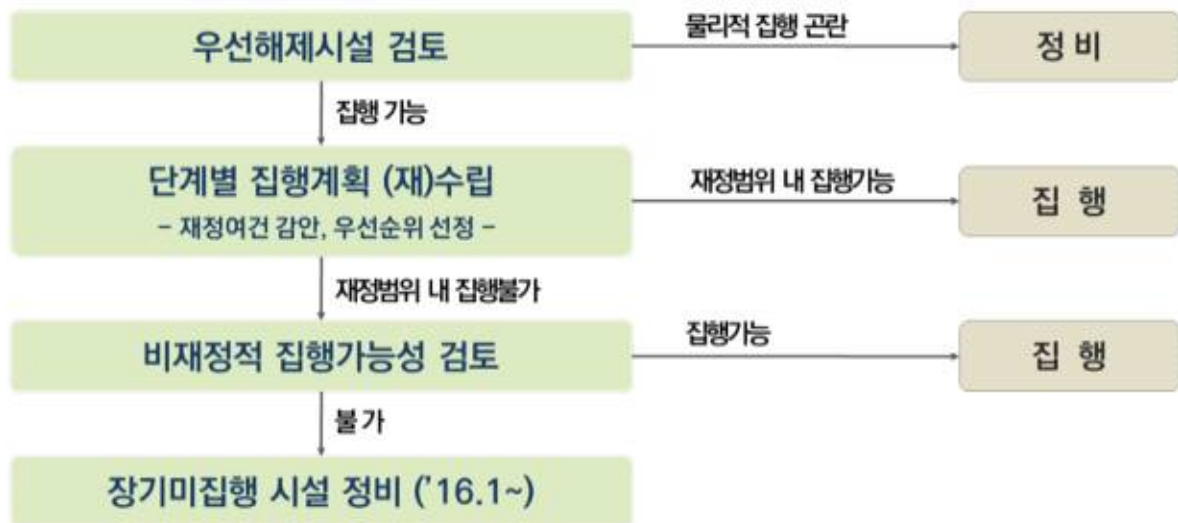 우선해제시설 검토
물리적 집행 곤란
정 비
집행 가능
단계별 집행계획 (재)수립
- 재정여건 감안, 우선순위 선정 -
재정범위 내 집행가능
집 행
재정범위 내 집행불가
비재정적 집행가능성 검토
집행가능
집 행
불 가
장기미집행 시설 정비 ('16.1~)